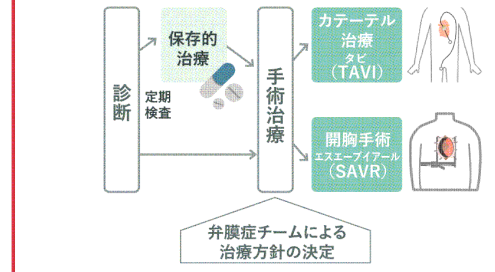 診断
保存的
治療
定期
検査
手術治療
カテーテル
治療
タビ
（TAVI）
開胸手術
エスエーブイアール
（SAVR）
弁膜症チームによる
治療方針の決定